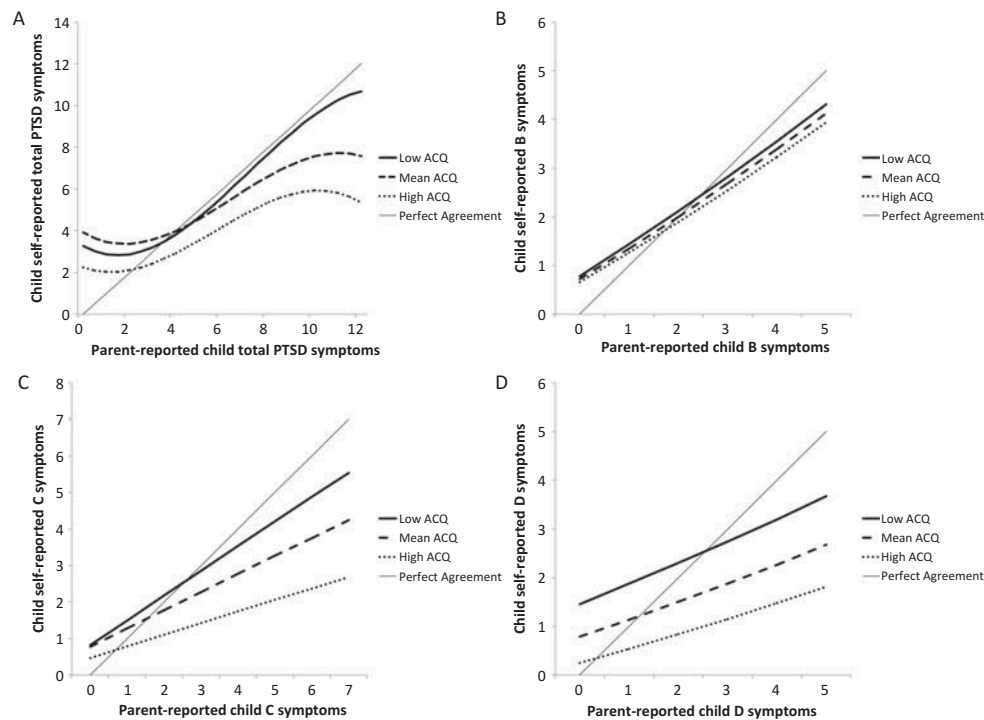 A
14
12
10
8
6
4
2
0
Child self-reported total PTSD symptoms
0 2 4 6 8 10 12
Parent-reported child total PTSD symptoms
Low ACQ
Mean ACQ
High ACQ
Perfect Agreement
B
6
5
4
3
2
1
0
Child self-reported B symptoms
0 1 2 3 4 5
Parent-reported child B symptoms
Low ACQ
Mean ACQ
High ACQ
Perfect Agreement
C
8
7
6
5
4
3
2
1
0
Child self-reported C symptoms
0 1 2 3 4 5 6 7
Parent-reported child C symptoms
Low ACQ
Mean ACQ
High ACQ
Perfect Agreement
D
6
5
4
3
2
1
0
Child self-reported D symptoms
0 1 2 3 4 5
Parent-reported child D symptoms
Low ACQ
Mean ACQ
High ACQ
Perfect Agreement